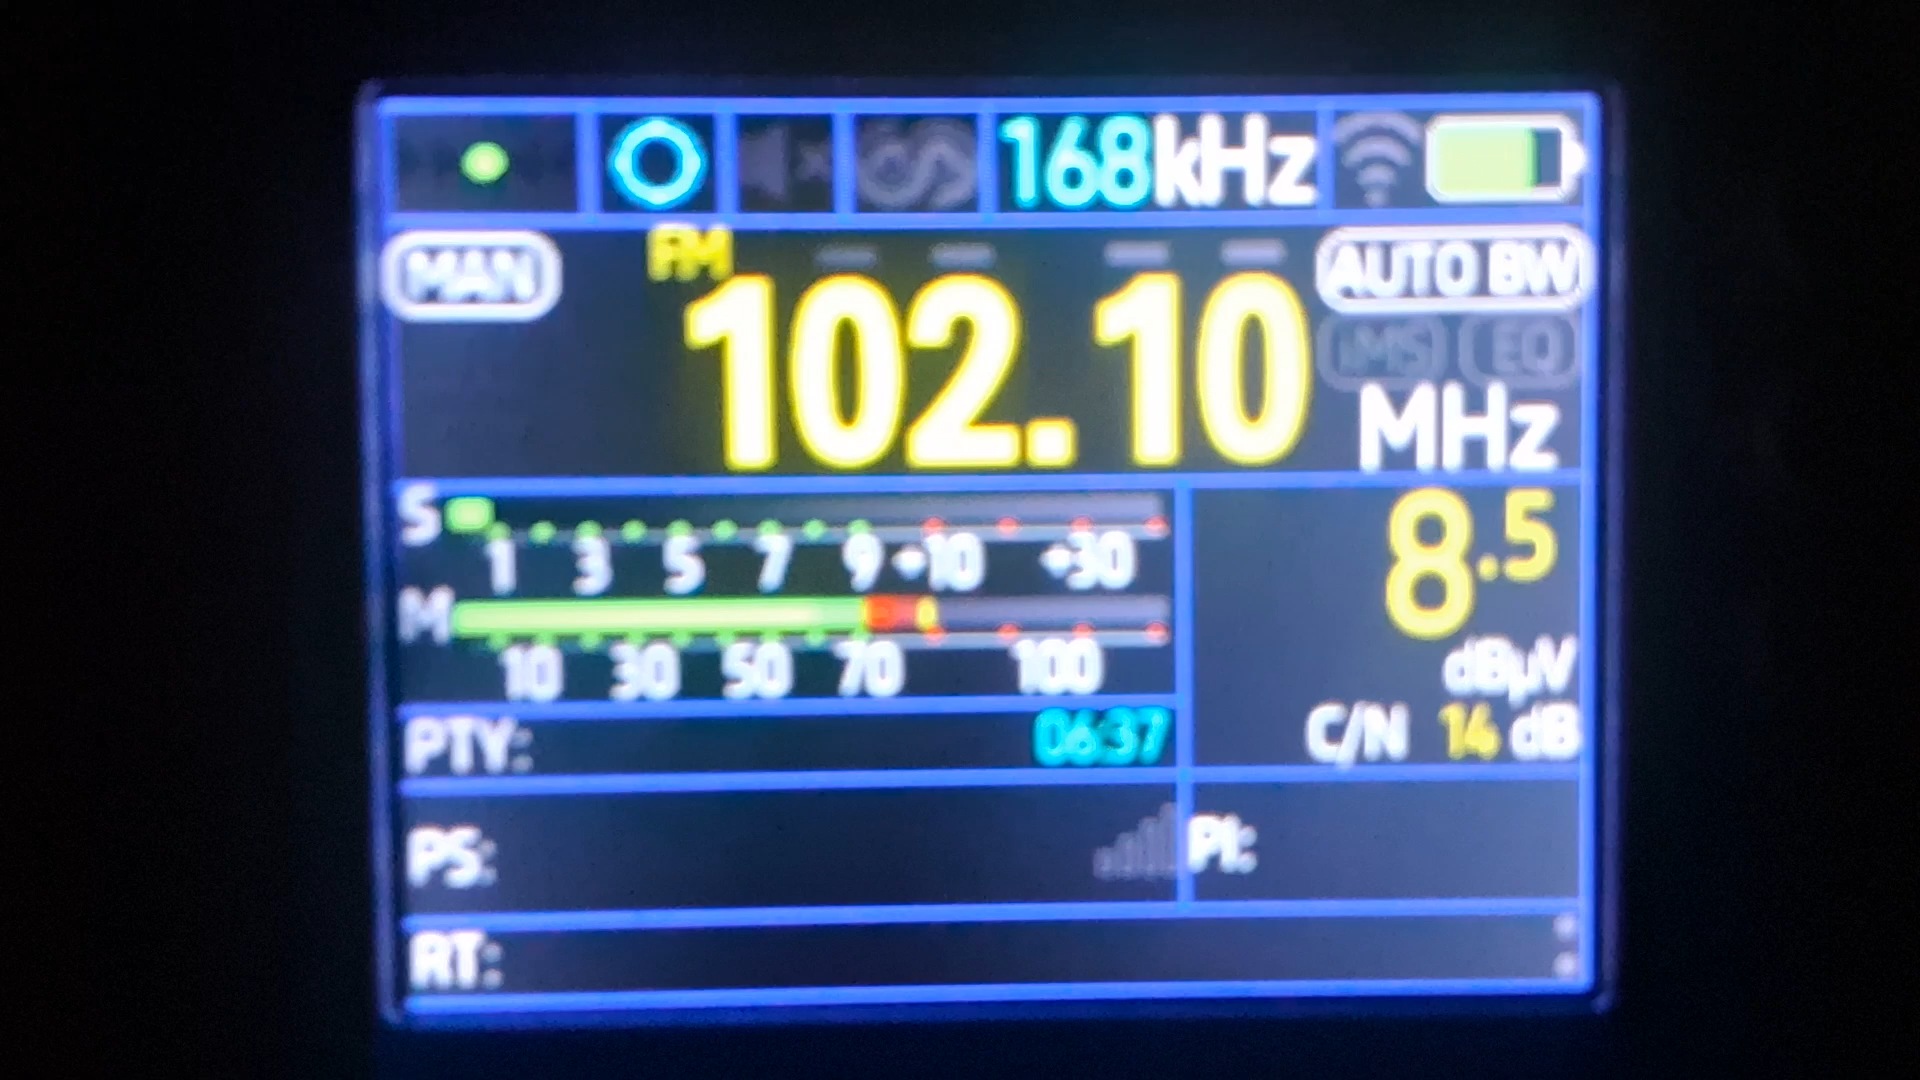 168kHz
MAN FM 102.10 AUTO BW
iMS EQ
MHz
S
1 3 5 7 9 +10 +30
8.5
M
10 30 50 70 100
dBµV
PTY: 06:37 C/N 14 dB
PS: PI:
RT: